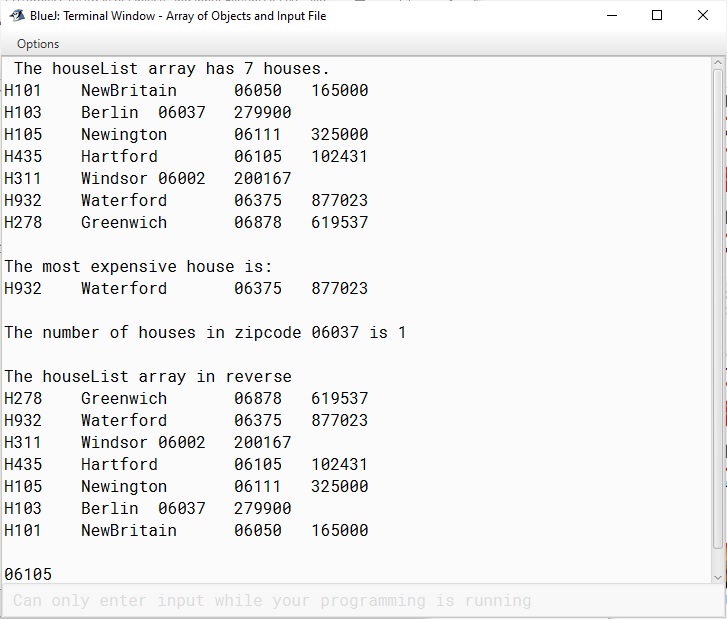 BlueJ: Terminal Window - Array of Objects and Input File
Options
The houseList array has 7 houses.
H101    NewBritain      06050   165000
H103    Berlin  06037   279900
H105    Newington       06111   325000
H435    Hartford        06105   102431
H311    Windsor 06002   200167
H932    Waterford       06375   877023
H278    Greenwich       06878   619537
The most expensive house is:
H932    Waterford       06375   877023
The number of houses in zipcode 06037 is 1
The houseList array in reverse
H278    Greenwich       06878   619537
H932    Waterford       06375   877023
H311    Windsor 06002   200167
H435    Hartford        06105   102431
H105    Newington       06111   325000
H103    Berlin  06037   279900
H101    NewBritain      06050   165000
06105
Can only enter input while your programming is running